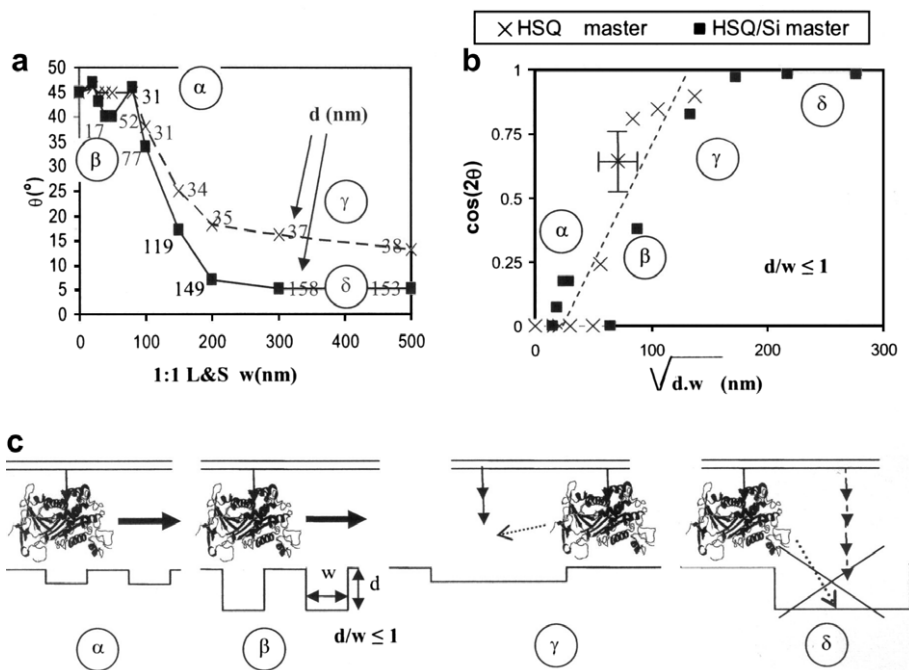 HSQ master HSQ/Si master
a
θ(°)
50
45
40
35
30
25
20
15
10
5
0
0 100 200 300 400 500
1:1 L&S w(nm)
α
β
γ
δ
d (nm)
17
52
31
31
77
34
119
35
149
37
158
38
153
b
cos(2θ)
1
0.75
0.5
0.25
0
0 100 200 300
√d.w (nm)
α
β
γ
δ
d/w ≤ 1
c
w
d
d/w ≤ 1
α
β
γ
δ